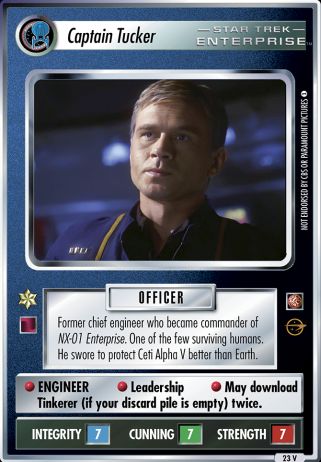 Captain Tucker
STAR TREK
ENTERPRISE™
NOT ENDORSED BY CBS OR PARAMOUNT PICTURES
OFFICER
Former chief engineer who became commander of
NX-01 Enterprise. One of the few surviving humans.
He swore to protect Ceti Alpha V better than Earth.
ENGINEER Leadership May download
Tinkerer (if your discard pile is empty) twice.
INTEGRITY 7 CUNNING 7 STRENGTH 7
23 V